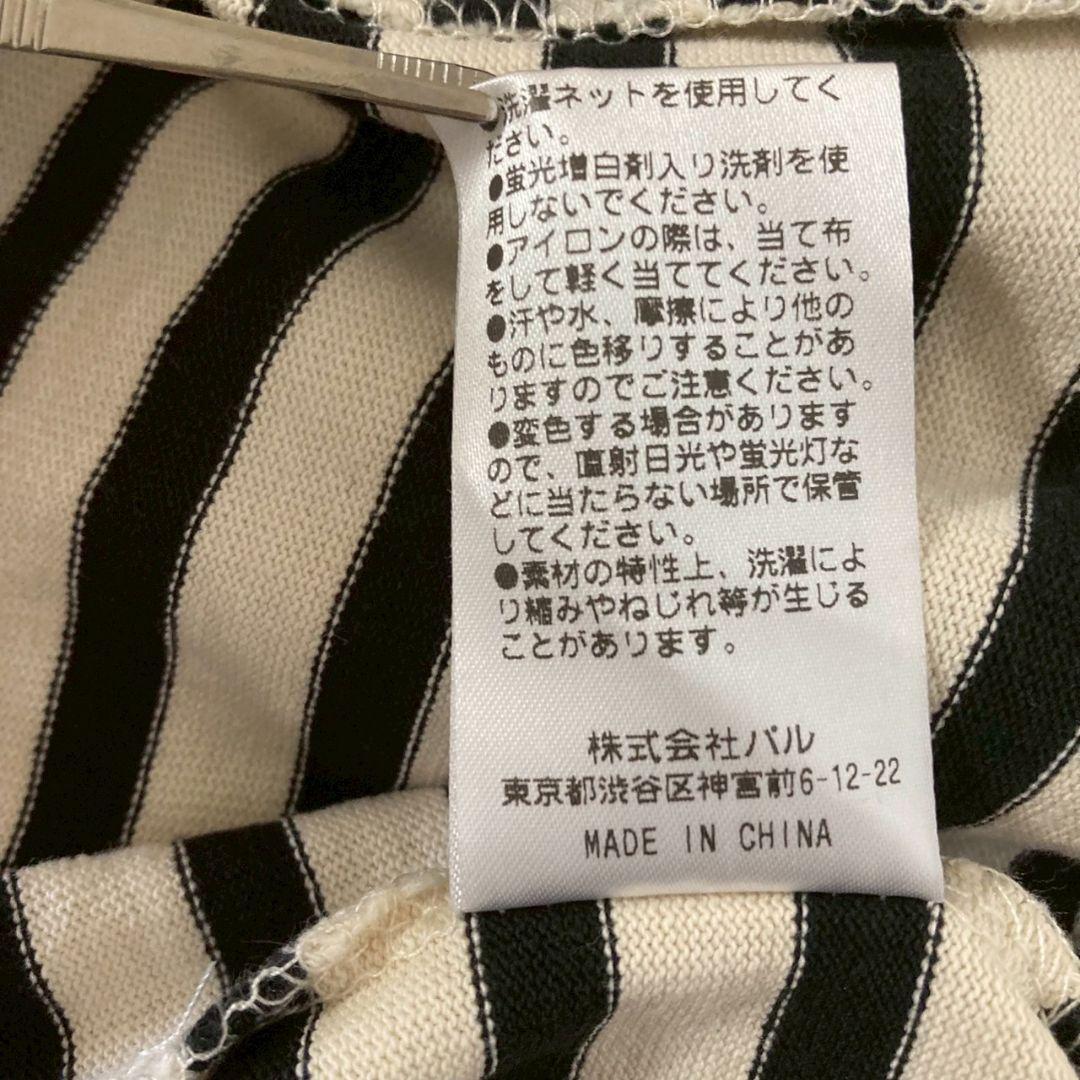 ●洗濯ネットを使用してく
ださい。
●蛍光増白剤入り洗剤を使
用しないでください。
●アイロンの際は、当て布
をして軽く当ててください。
●汗や水、摩擦により他の
ものに色移りすることがあ
りますのでご注意ください。
●変色する場合があります
ので、直射日光や蛍光灯な
どに当たらない場所で保管
してください。
●素材の特性上、洗濯によ
り縮みやねじれ等が生じる
ことがあります。
株式会社パル
東京都渋谷区神宮前6-12-22
MADE IN CHINA